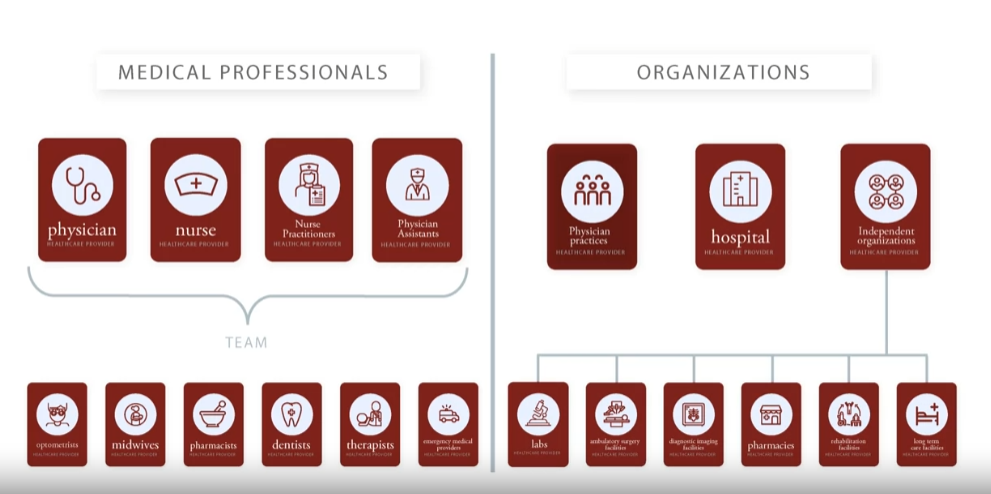 MEDICAL PROFESSIONALS
physician
HEALTHCARE PROVIDER
nurse
HEALTHCARE PROVIDER
Nurse
Practitioners
HEALTHCARE PROVIDER
Physician
Assistants
HEALTHCARE PROVIDER
TEAM
optometrists
HEALTHCARE PROVIDER
midwives
HEALTHCARE PROVIDER
pharmacists
HEALTHCARE PROVIDER
dentists
HEALTHCARE PROVIDER
therapists
HEALTHCARE PROVIDER
emergency medical
providers
HEALTHCARE PROVIDER
ORGANIZATIONS
Physician
practices
HEALTHCARE PROVIDER
hospital
HEALTHCARE PROVIDER
Independent
organizations
HEALTHCARE PROVIDER
labs
HEALTHCARE PROVIDER
ambulatory surgery
facilities
HEALTHCARE PROVIDER
diagnostic imaging
facilities
HEALTHCARE PROVIDER
pharmacies
HEALTHCARE PROVIDER
rehabilitation
facilities
HEALTHCARE PROVIDER
long term
care facilities
HEALTHCARE PROVIDER